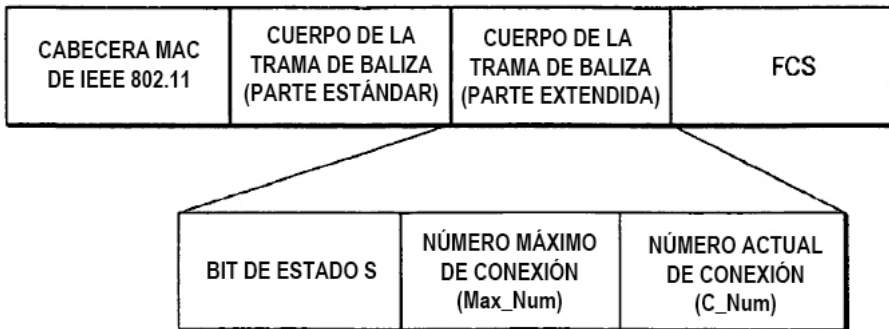 CABECERA MAC
DE IEEE 802.11
CUERPO DE LA
TRAMA DE BALIZA
(PARTE ESTÁNDAR)
CUERPO DE LA
TRAMA DE BALIZA
(PARTE EXTENDIDA)
FCS
BIT DE ESTADO S
NÚMERO MÁXIMO
DE CONEXIÓN
(Max_Num)
NÚMERO ACTUAL
DE CONEXIÓN
(C_Num)